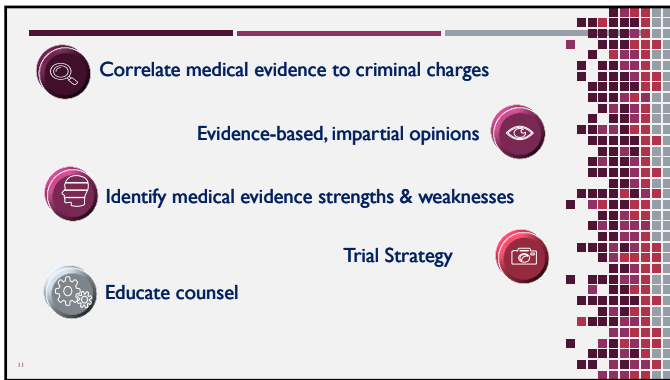 Correlate medical evidence to criminal charges
Evidence-based, impartial opinions
Identify medical evidence strengths & weaknesses
Trial Strategy
Educate counsel